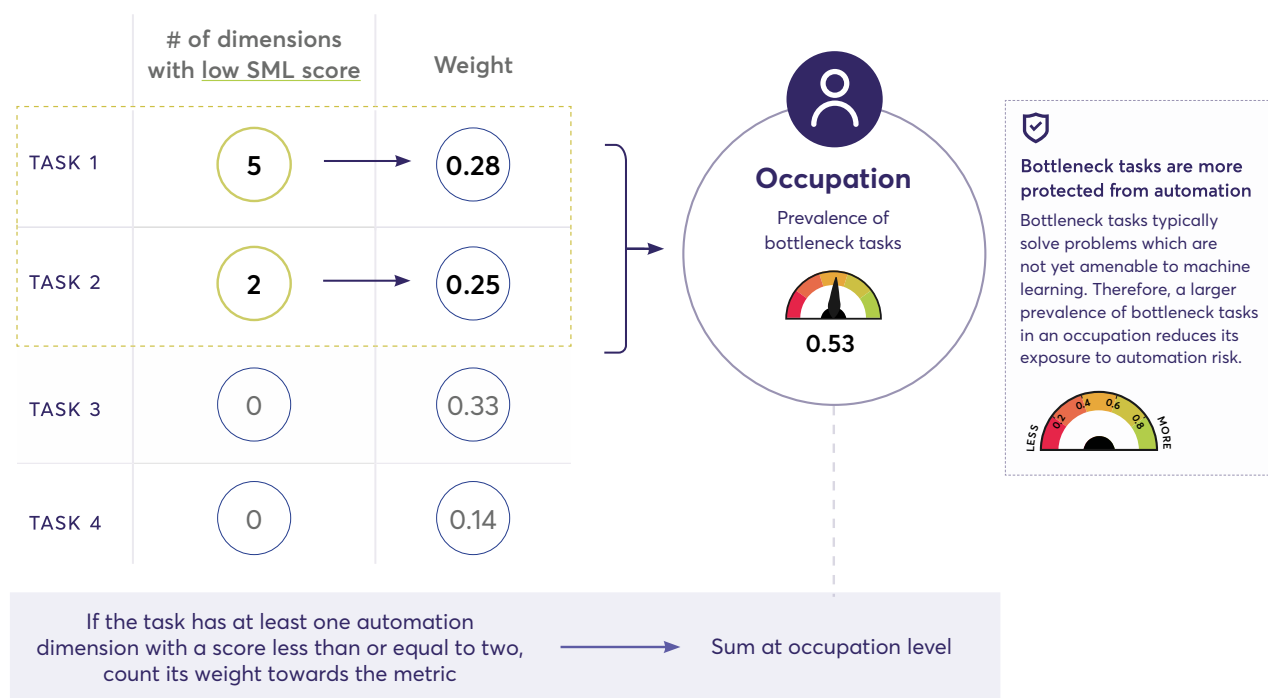 # of dimensions
with low SML score
Weight
TASK 1
5
0.28
TASK 2
2
0.25
TASK 3
0
0.33
TASK 4
0
0.14
Occupation
Prevalence of
bottleneck tasks
0.53
Bottleneck tasks are more
protected from automation
Bottleneck tasks typically
solve problems which are
not yet amenable to machine
learning. Therefore, a larger
prevalence of bottleneck tasks
in an occupation reduces its
exposure to automation risk.
LESS
0.2
0.4
0.6
0.8
MORE
If the task has at least one automation
dimension with a score less than or equal to two,
count its weight towards the metric
Sum at occupation level